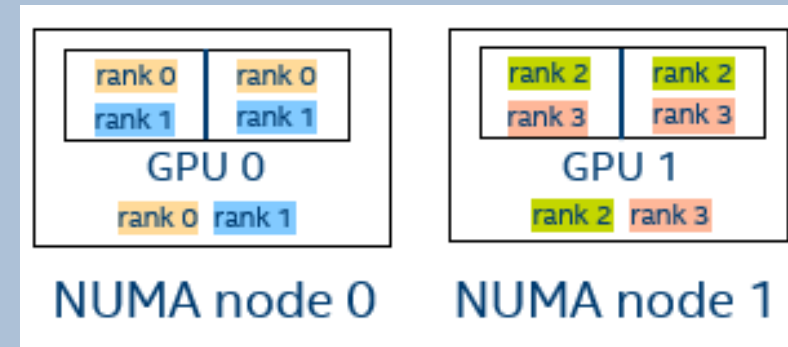 rank 0 rank 0
rank 1 rank 1
GPU 0
rank 0 rank 1
NUMA node 0
rank 2 rank 2
rank 3 rank 3
GPU 1
rank 2 rank 3
NUMA node 1